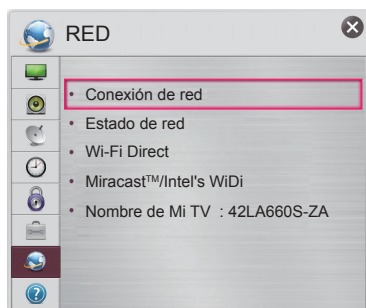 RED
• Conexión de red
• Estado de red
• Wi-Fi Direct
• Miracast™/Intel's WiDi
• Nombre de Mi TV : 42LA660S-ZA